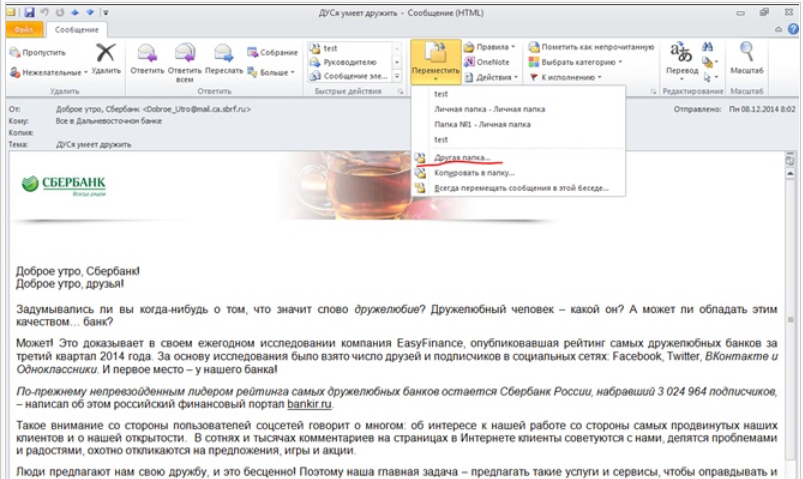 ДУСя умеет дружить - Сообщение (HTML)
Файл
Сообщение
Пропустить
Нежелательные
Удалить
Удалить
Ответить
Ответить всем
Переслать
Собрание
Больше
Ответить
test
Руководителю
Сообщение эле...
Быстрые действия
Переместить
Правила
OneNote
Действия
Пометить как непрочитанную
Выбрать категорию
К исполнению
Перевод
Редактирование
Масштаб
Масштаб
test
Личная папка - Личная папка
Папка №1 - Личная папка
test
Другая папка...
Копировать в папку...
Всегда перемещать сообщения в этой беседе...
От: Доброе утро, Сбербанк <Dobroe_Utro@mail.ca.sbrf.ru>
Отправлено: Пн 08.12.2014 8:02
Кому: Все в Дальневосточном банке
Копия:
Тема: ДУСя умеет дружить
СБЕРБАНК
Всегда рядом
Доброе утро, Сбербанк!
Доброе утро, друзья!
Задумывались ли вы когда-нибудь о том, что значит слово дружелюбие? Дружелюбный человек – какой он? А может ли обладать этим
качеством… банк?
Может! Это доказывает в своем ежегодном исследовании компания EasyFinance, опубликовавшая рейтинг самых дружелюбных банков за
третий квартал 2014 года. За основу исследования было взято число друзей и подписчиков в социальных сетях: Facebook, Twitter, ВКонтакте и
Одноклассники. И первое место – у нашего банка!
По-прежнему непревзойденным лидером рейтинга самых дружелюбных банков остается Сбербанк России, набравший 3 024 964 подписчиков,
– написал об этом российский финансовый портал bankir.ru.
Такое внимание со стороны пользователей соцсетей говорит о многом: об интересе к нашей работе со стороны самых продвинутых наших
клиентов и о нашей открытости. В сотнях и тысячах комментариев на страницах в Интернете клиенты советуются с нами, делятся проблемами
и радостями, охотно откликаются на предложения, игры и акции.
Люди предлагают нам свою дружбу, и это бесценно! Поэтому наша главная задача – предлагать такие услуги и сервисы, чтобы оправдывать и